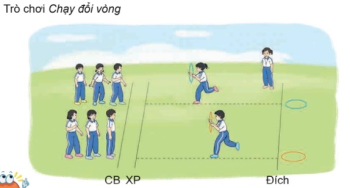 Trò chơi Chạy đổi vòng
CB XP Đích